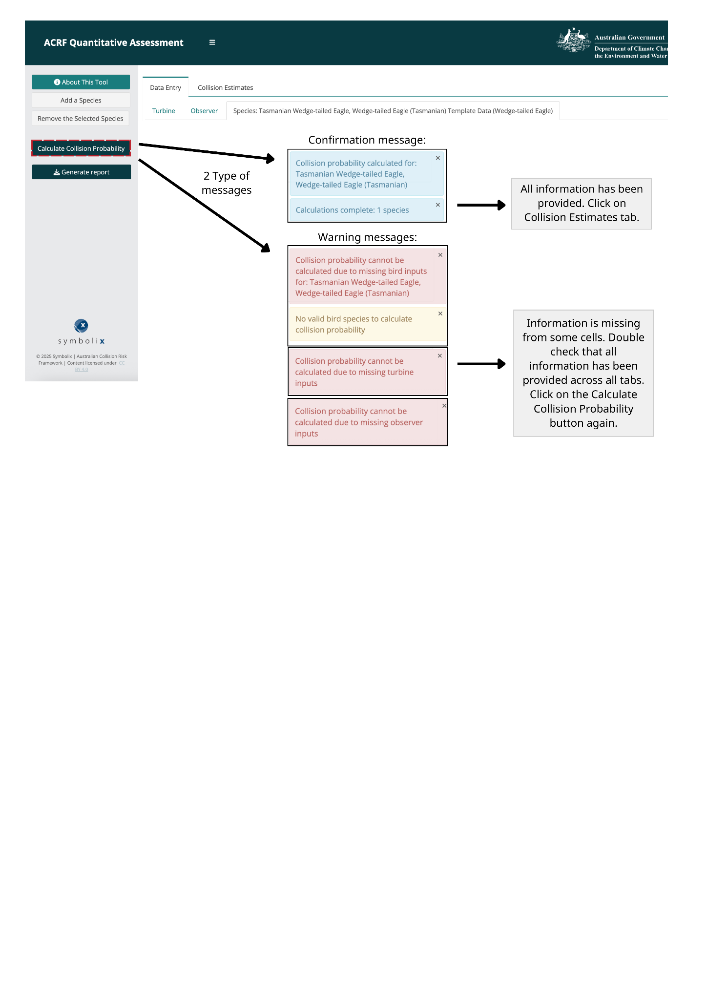 ACRF Quantitative Assessment
Australian Government
Department of Climate Cha
the Environment and Water
About This Tool
Add a Species
Remove the Selected Species
Calculate Collision Probability
Generate report
Data Entry
Collision Estimates
Turbine
Observer
Species: Tasmanian Wedge-tailed Eagle, Wedge-tailed Eagle (Tasmanian) Template Data (Wedge-tailed Eagle)
2 Type of
messages
Confirmation message:
Collision probability calculated for:
Tasmanian Wedge-tailed Eagle,
Wedge-tailed Eagle (Tasmanian)
Calculations complete: 1 species
All information has been
provided. Click on
Collision Estimates tab.
Warning messages:
Collision probability cannot be
calculated due to missing bird inputs
for: Tasmanian Wedge-tailed Eagle,
Wedge-tailed Eagle (Tasmanian)
No valid bird species to calculate
collision probability
Collision probability cannot be
calculated due to missing turbine
inputs
Collision probability cannot be
calculated due to missing observer
inputs
Information is missing
from some cells. Double
check that all
information has been
provided across all tabs.
Click on the Calculate
Collision Probability
button again.
symbolix
© 2025 Symbolix | Australian Collision Risk
Framework | Content licensed under CC
BY 4.0